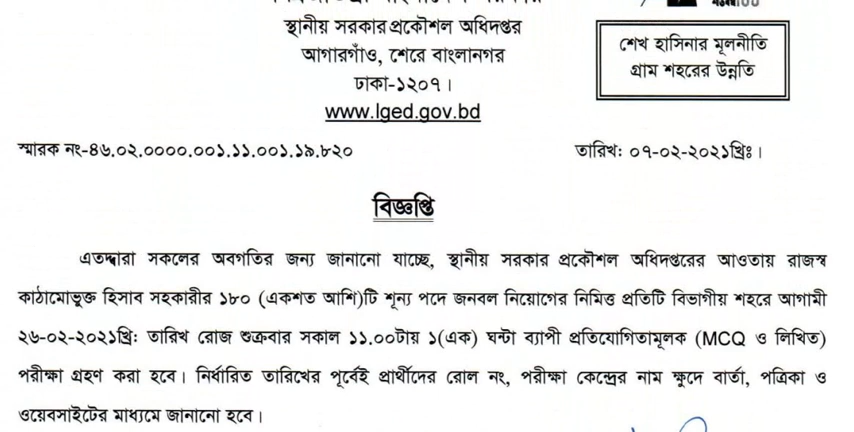 স্থানীয় সরকার প্রকৌশল অধিদপ্তর
আগারগাঁও, শেরে বাংলানগর
ঢাকা-১২০৭।
www.lged.gov.bd
শেখ হাসিনার মূলনীতি
গ্রাম শহরের উন্নতি
স্মারক নং-৪৬.০২.০০০০.০০১.১১.০০১.১৯.৮২০
তারিখঃ ০৭-০২-২০২১খ্রিঃ।
বিজ্ঞপ্তি
এতদ্বারা সকলের অবগতির জন্য জানানো যাচ্ছে, স্থানীয় সরকার প্রকৌশল অধিদপ্তরের আওতায় রাজস্ব
কাঠামোভুক্ত হিসাব সহকারীর ১৮০ (একশত আশি)টি শূন্য পদে জনবল নিয়োগের নিমিত্ত প্রতিটি বিভাগীয় শহরে আগামী
২৬-০২-২০২১খ্রি: তারিখ রোজ শুক্রবার সকাল ১১.০০টায় ১(এক) ঘন্টা ব্যাপী প্রতিযোগিতামূলক (MCQ ও লিখিত)
পরীক্ষা গ্রহণ করা হবে। নির্ধারিত তারিখের পূর্বেই প্রার্থীদের রোল নং, পরীক্ষা কেন্দ্রের নাম ক্ষুদে বার্তা, পত্রিকা ও
ওয়েবসাইটের মাধ্যমে জানানো হবে।